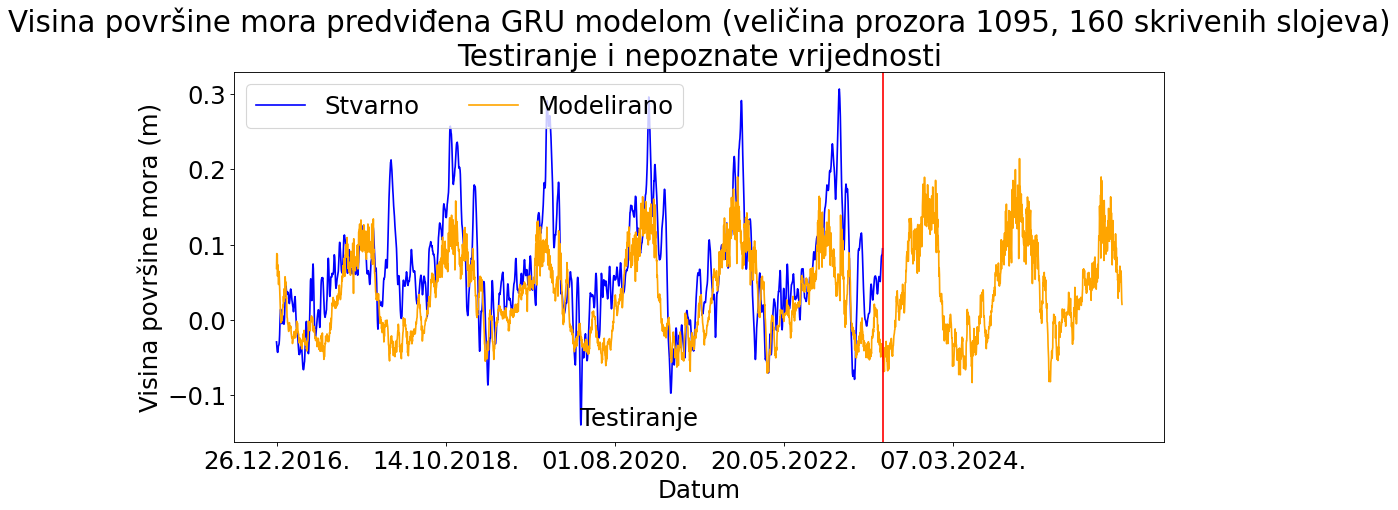 Visina površine mora predviđena GRU modelom (veličina prozora 1095, 160 skrivenih slojeva)
Testiranje i nepoznate vrijednosti
Stvarno Modelirano
Visina površine mora (m)
0.3
0.2
0.1
0.0
−0.1
Testiranje
26.12.2016. 14.10.2018. 01.08.2020. 20.05.2022. 07.03.2024.
Datum